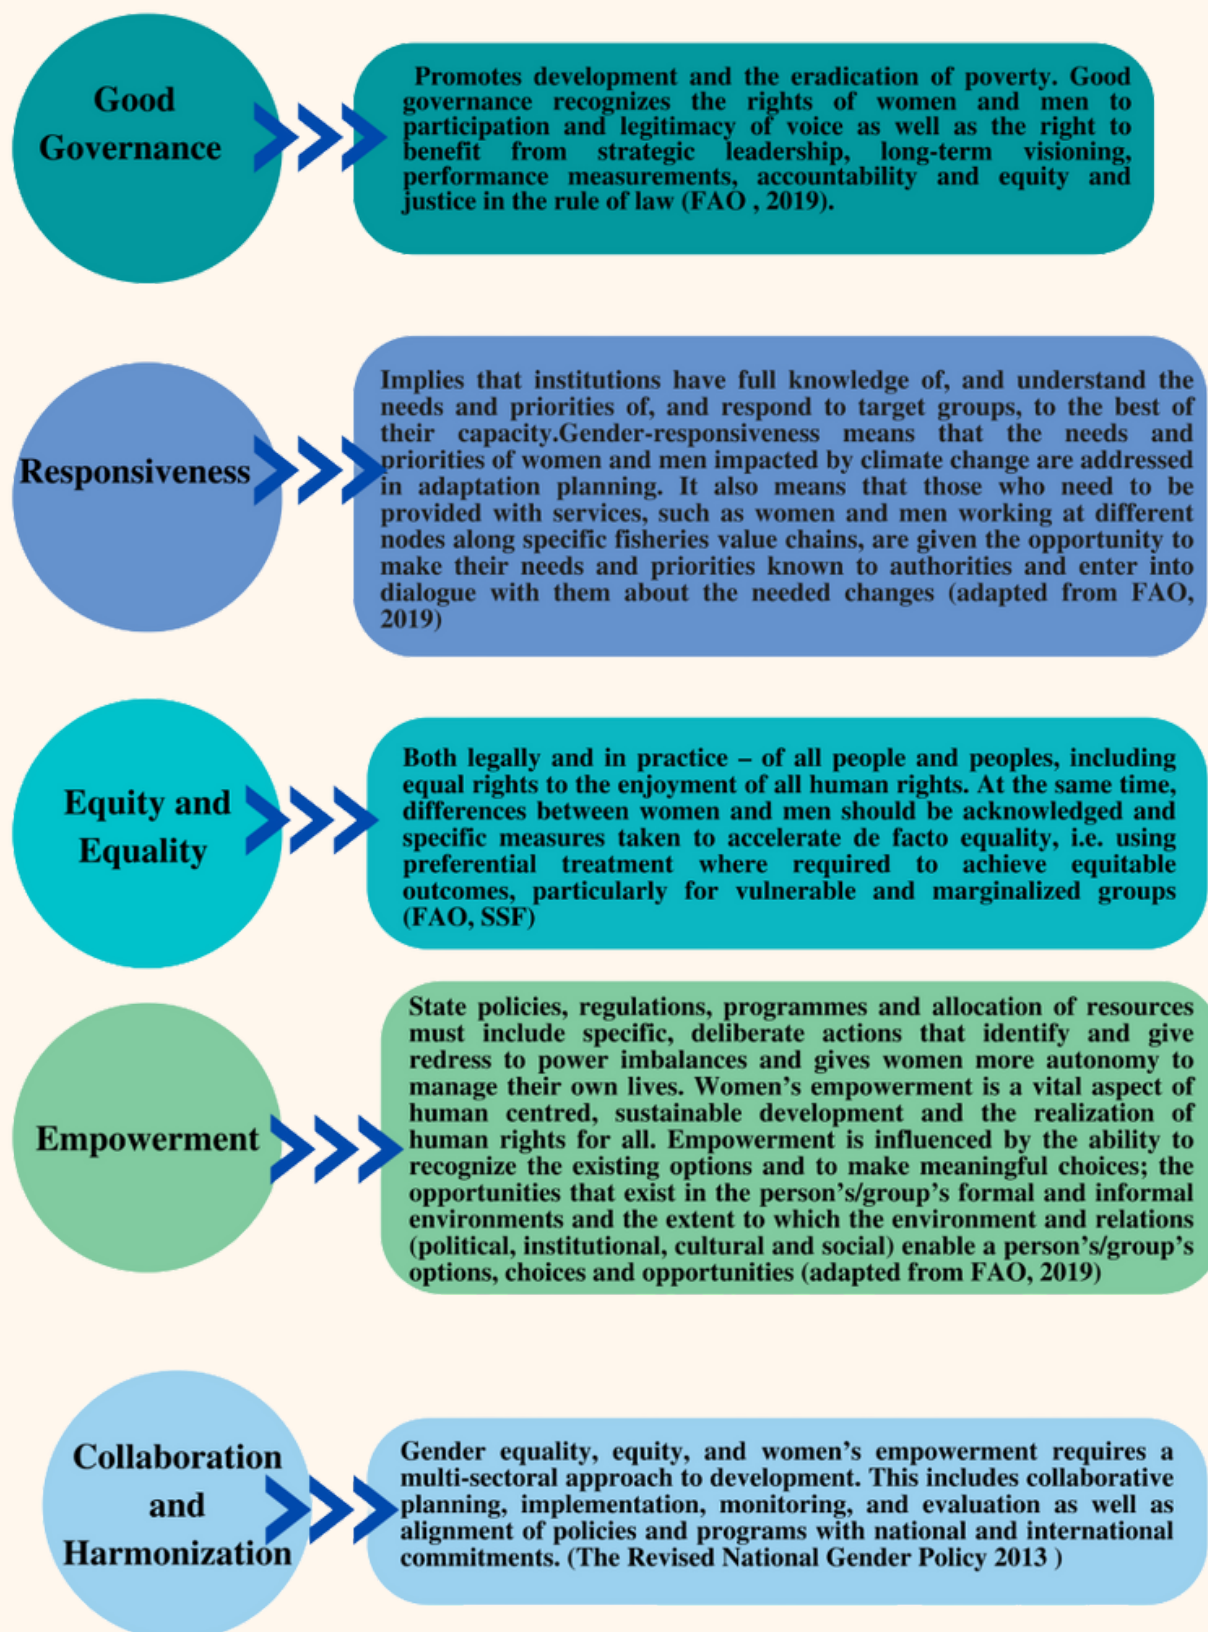 Good
Governance
Promotes development and the eradication of poverty. Good
governance recognizes the rights of women and men to
participation and legitimacy of voice as well as the right to
benefit from strategic leadership, long-term visioning,
performance measurements, accountability and equity and
justice in the rule of law (FAO , 2019).
Responsiveness
Implies that institutions have full knowledge of, and understand the
needs and priorities of, and respond to target groups, to the best of
their capacity.Gender-responsiveness means that the needs and
priorities of women and men impacted by climate change are addressed
in adaptation planning. It also means that those who need to be
provided with services, such as women and men working at different
nodes along specific fisheries value chains, are given the opportunity to
make their needs and priorities known to authorities and enter into
dialogue with them about the needed changes (adapted from FAO,
2019)
Equity and
Equality
Both legally and in practice – of all people and peoples, including
equal rights to the enjoyment of all human rights. At the same time,
differences between women and men should be acknowledged and
specific measures taken to accelerate de facto equality, i.e. using
preferential treatment where required to achieve equitable
outcomes, particularly for vulnerable and marginalized groups
(FAO, SSF)
Empowerment
State policies, regulations, programmes and allocation of resources
must include specific, deliberate actions that identify and give
redress to power imbalances and gives women more autonomy to
manage their own lives. Women’s empowerment is a vital aspect of
human centred, sustainable development and the realization of
human rights for all. Empowerment is influenced by the ability to
recognize the existing options and to make meaningful choices; the
opportunities that exist in the person’s/group’s formal and informal
environments and the extent to which the environment and relations
(political, institutional, cultural and social) enable a person’s/group’s
options, choices and opportunities (adapted from FAO, 2019)
Collaboration
and
Harmonization
Gender equality, equity, and women’s empowerment requires a
multi-sectoral approach to development. This includes collaborative
planning, implementation, monitoring, and evaluation as well as
alignment of policies and programs with national and international
commitments. (The Revised National Gender Policy 2013 )